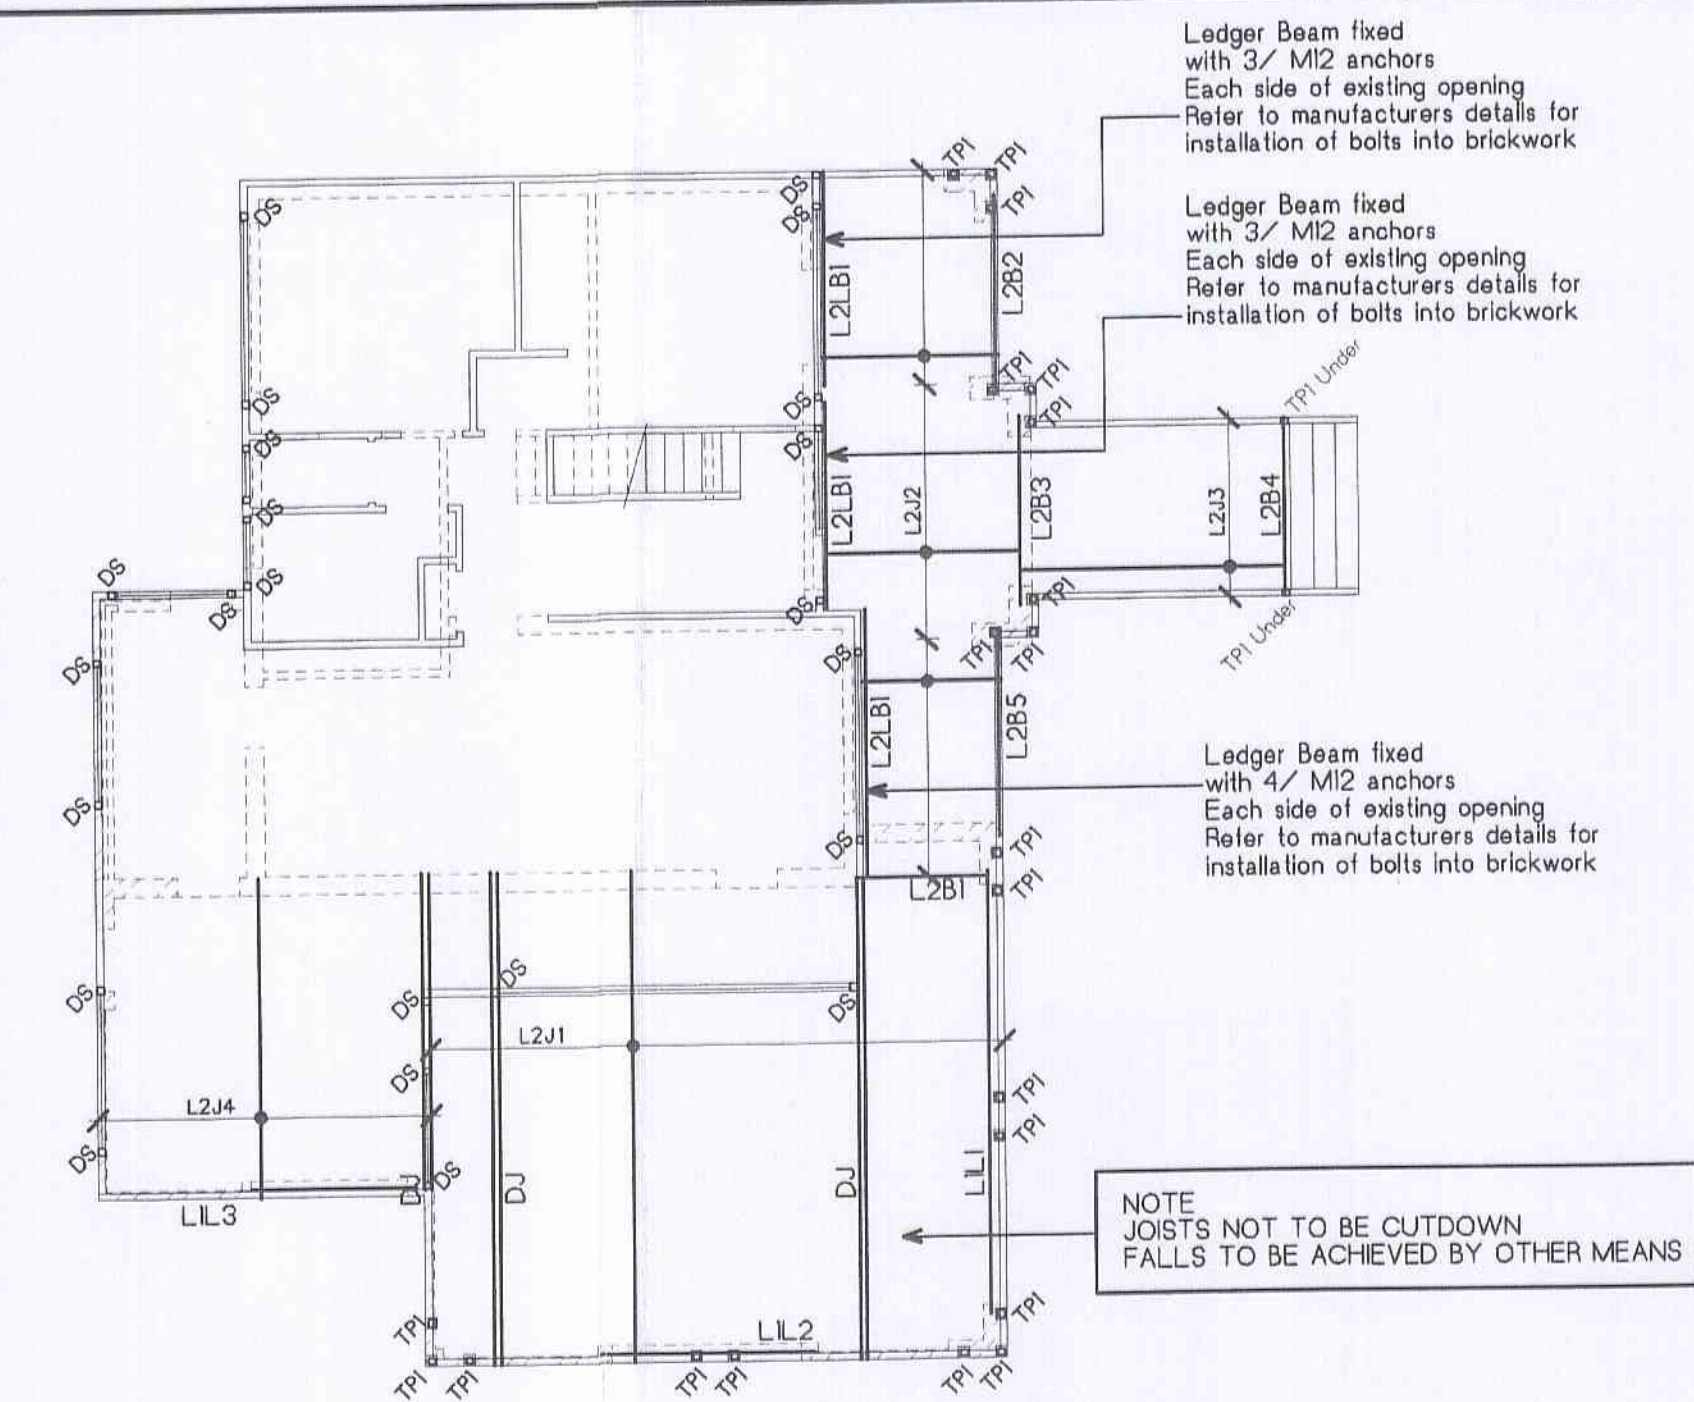 Ledger Beam fixed
with 3/ M12 anchors
Each side of existing opening
Refer to manufacturers details for
installation of bolts into brickwork
Ledger Beam fixed
with 3/ M12 anchors
Each side of existing opening
Refer to manufacturers details for
installation of bolts into brickwork
TP1
TP1
DS
DS
DS
TP1
L2LB1
L2B2
TP1
TP1
TP1 Under
DS
DS
TP1
DS
DS
L2LB1
L2J2
L2B3
L2J3
L2B4
DS
DS
DS
DS
DS
TP1
TP1 Under
DS
DS
TP1
TP1
L2LB1
L2B5
Ledger Beam fixed
with 4/ M12 anchors
Each side of existing opening
Refer to manufacturers details for
installation of bolts into brickwork
DS
DS
TP1
TP1
L2B1
DS
DS
DS
DS
L2J1
DS
TP1
L2J4
TP1
DS
DS
DJ
DJ
DJ
L1L1
L1L3
NOTE
JOISTS NOT TO BE CUTDOWN
FALLS TO BE ACHIEVED BY OTHER MEANS
TP1
TP1
L1L2
TP1
TP1
TP1
TP1
TP1
TP1